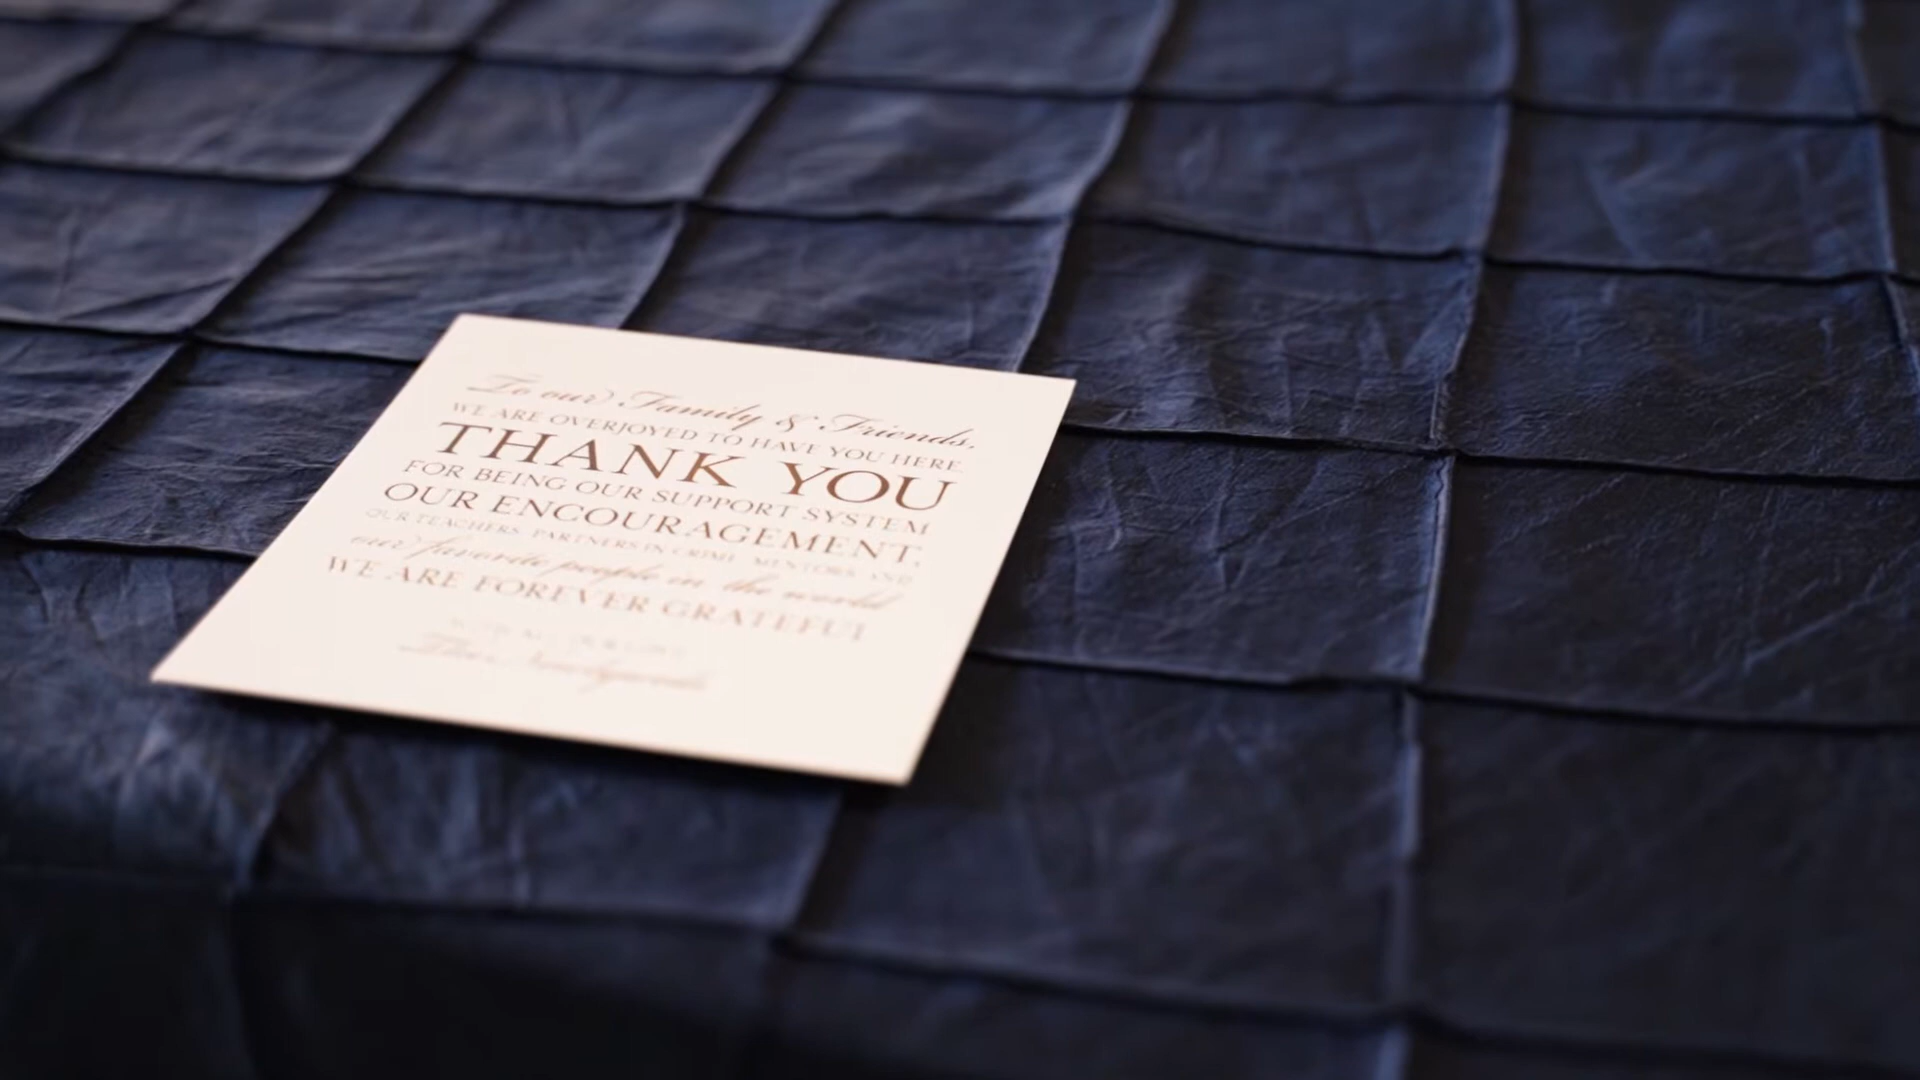 To our Family & Friends,
WE ARE OVERJOYED TO HAVE YOU HERE
THANK YOU
FOR BEING OUR SUPPORT SYSTEM
OUR ENCOURAGEMENT,
OUR TEACHERS, PARTNERS IN CRIME, MENTORS AND
our favorite people in the world
WE ARE FOREVER GRATEFUL